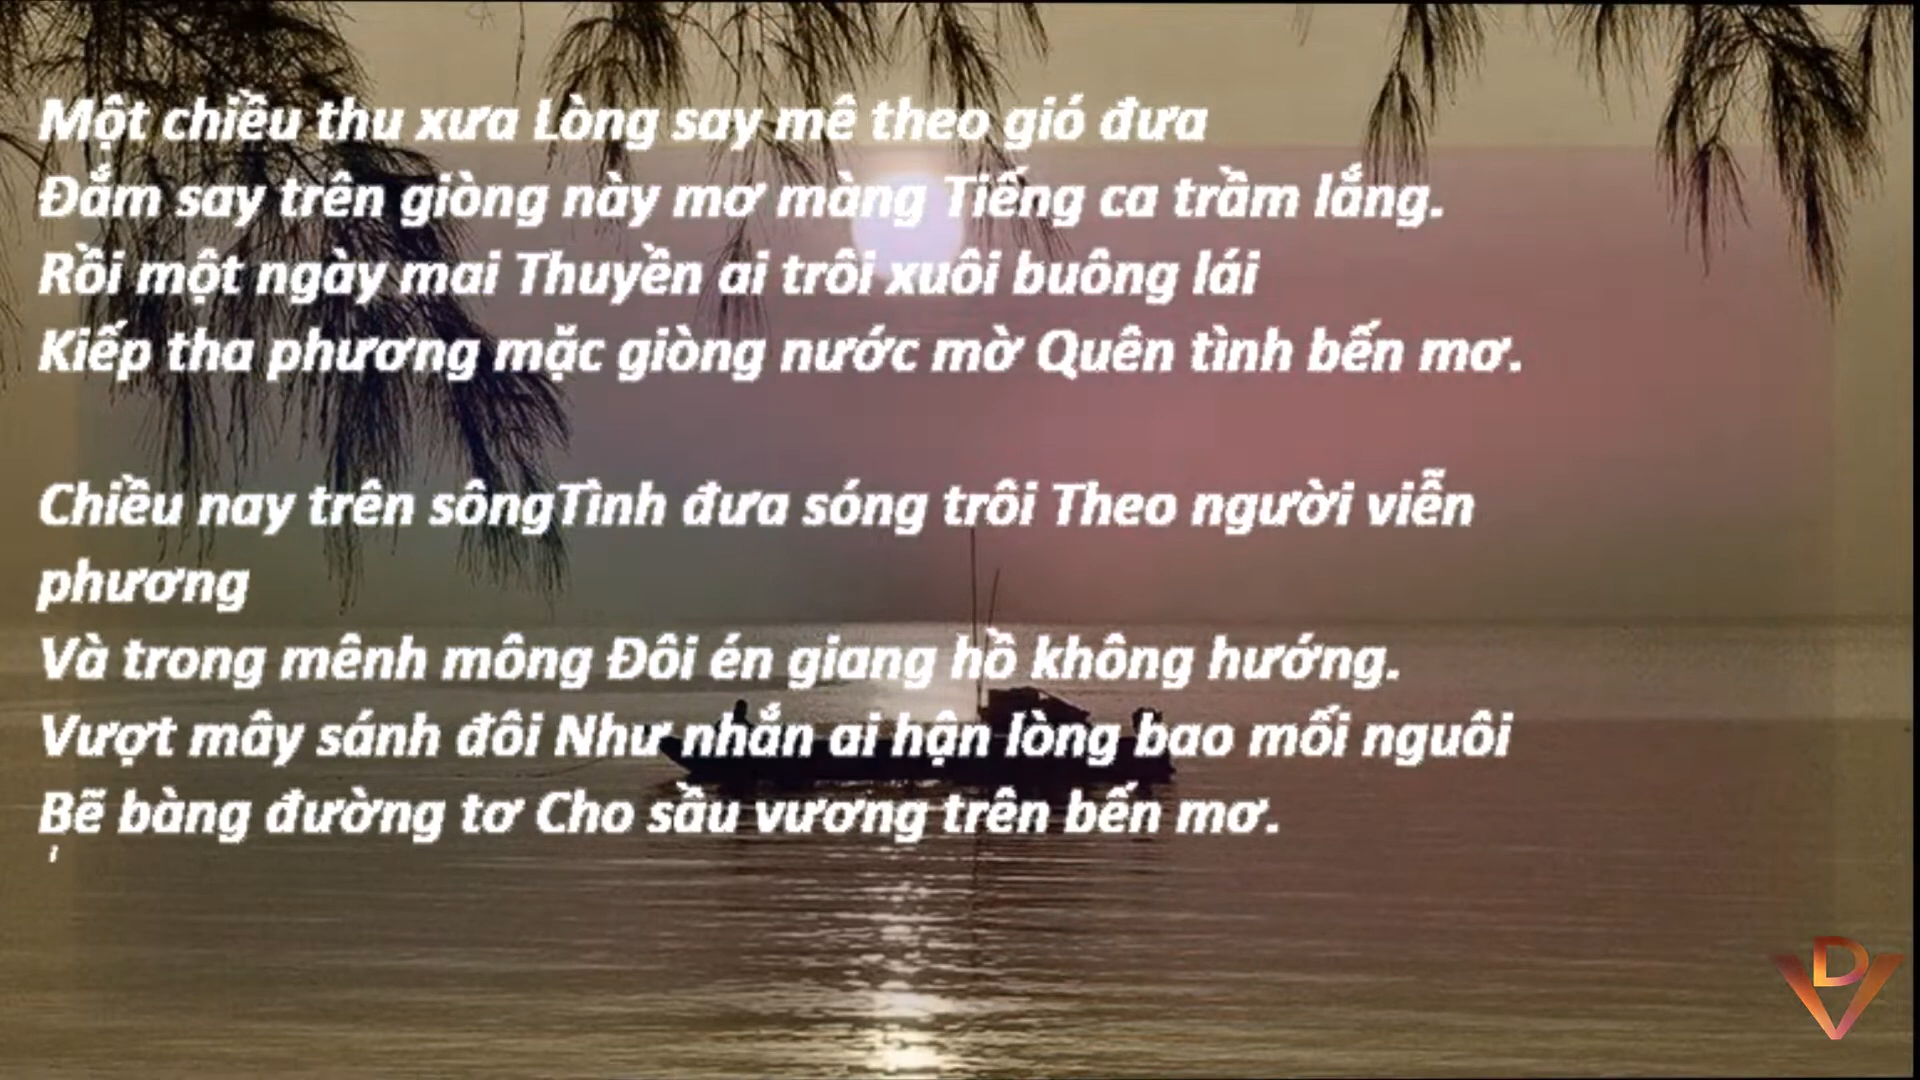 Một chiều thu xưa Lòng say mê theo gió đưa
Đắm say trên giòng này mơ màng Tiếng ca trầm lắng.
Rồi một ngày mai Thuyền ai trôi xuôi buông lái
Kiếp tha phương mặc giòng nước mờ Quên tình bến mơ.
Chiều nay trên sôngTình đưa sóng trôi Theo người viễn
phương
Và trong mênh mông Đôi én giang hồ không hướng.
Vượt mây sánh đôi Như nhắn ai hận lòng bao mối nguôi
Bẽ bàng đường tơ Cho sầu vương trên bến mơ.
DV